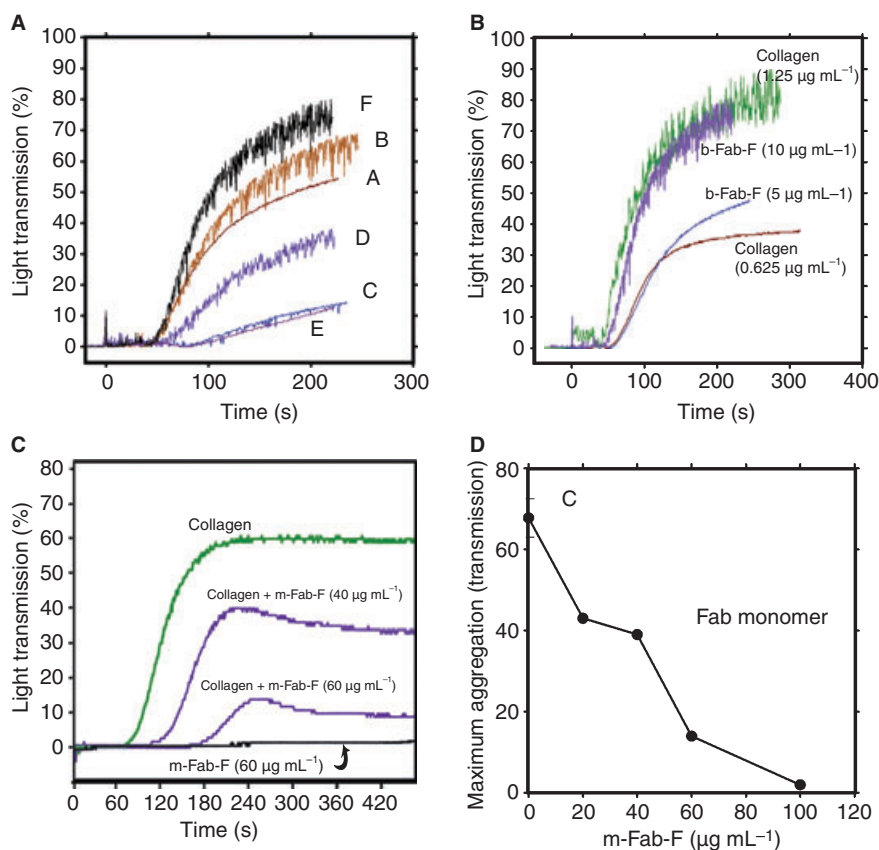 A
100
90
80
70
60
50
40
30
20
10
0
Light transmission (%)
F
B
A
D
C
E
0 100 200 300
Time (s)
B
100
90
80
70
60
50
40
30
20
10
0
Light transmission (%)
Collagen
(1.25 µg mL⁻¹)
b-Fab-F (10 µg mL–1)
b-Fab-F (5 µg mL–1)
Collagen
(0.625 µg mL⁻¹)
0 100 200 300 400
Time (s)
C
80
70
60
50
40
30
20
10
0
Light transmission (%)
Collagen
Collagen + m-Fab-F (40 µg mL⁻¹)
Collagen + m-Fab-F (60 µg mL⁻¹)
m-Fab-F (60 µg mL⁻¹)
0 60 120 180 240 300 360 420
Time (s)
D
80
60
40
20
0
Maximum aggregation (transmission)
C
Fab monomer
0 20 40 60 80 100 120
m-Fab-F (µg mL⁻¹)